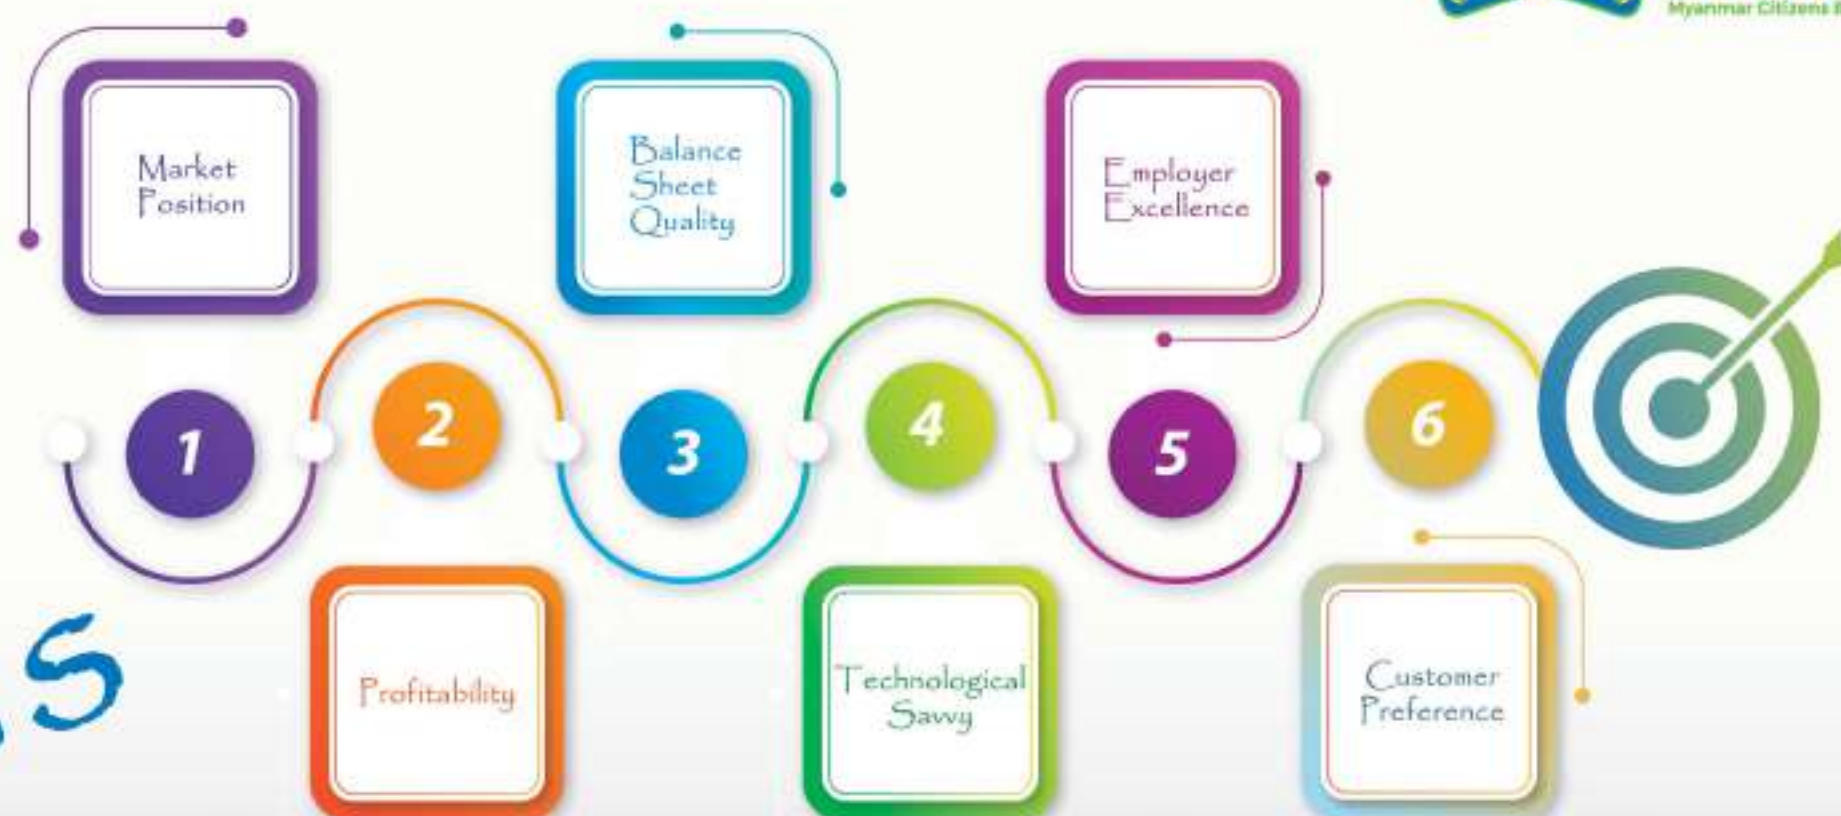 Myanmar Citizens
Market
Position
Balance
Sheet
Quality
Employer
Excellence
1
2
3
4
5
6
Profitability
Technological
Savvy
Customer
Preference